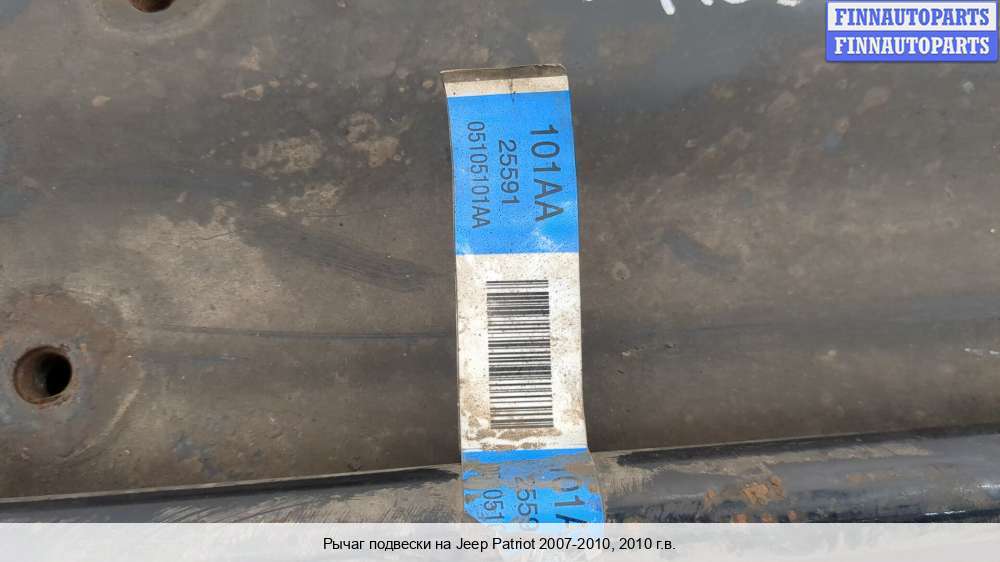 FINNAUTOPARTS
FINNAUTOPARTS
101AA
25591
05105101AA
Рычаг подвески на Jeep Patriot 2007-2010, 2010 г.в.